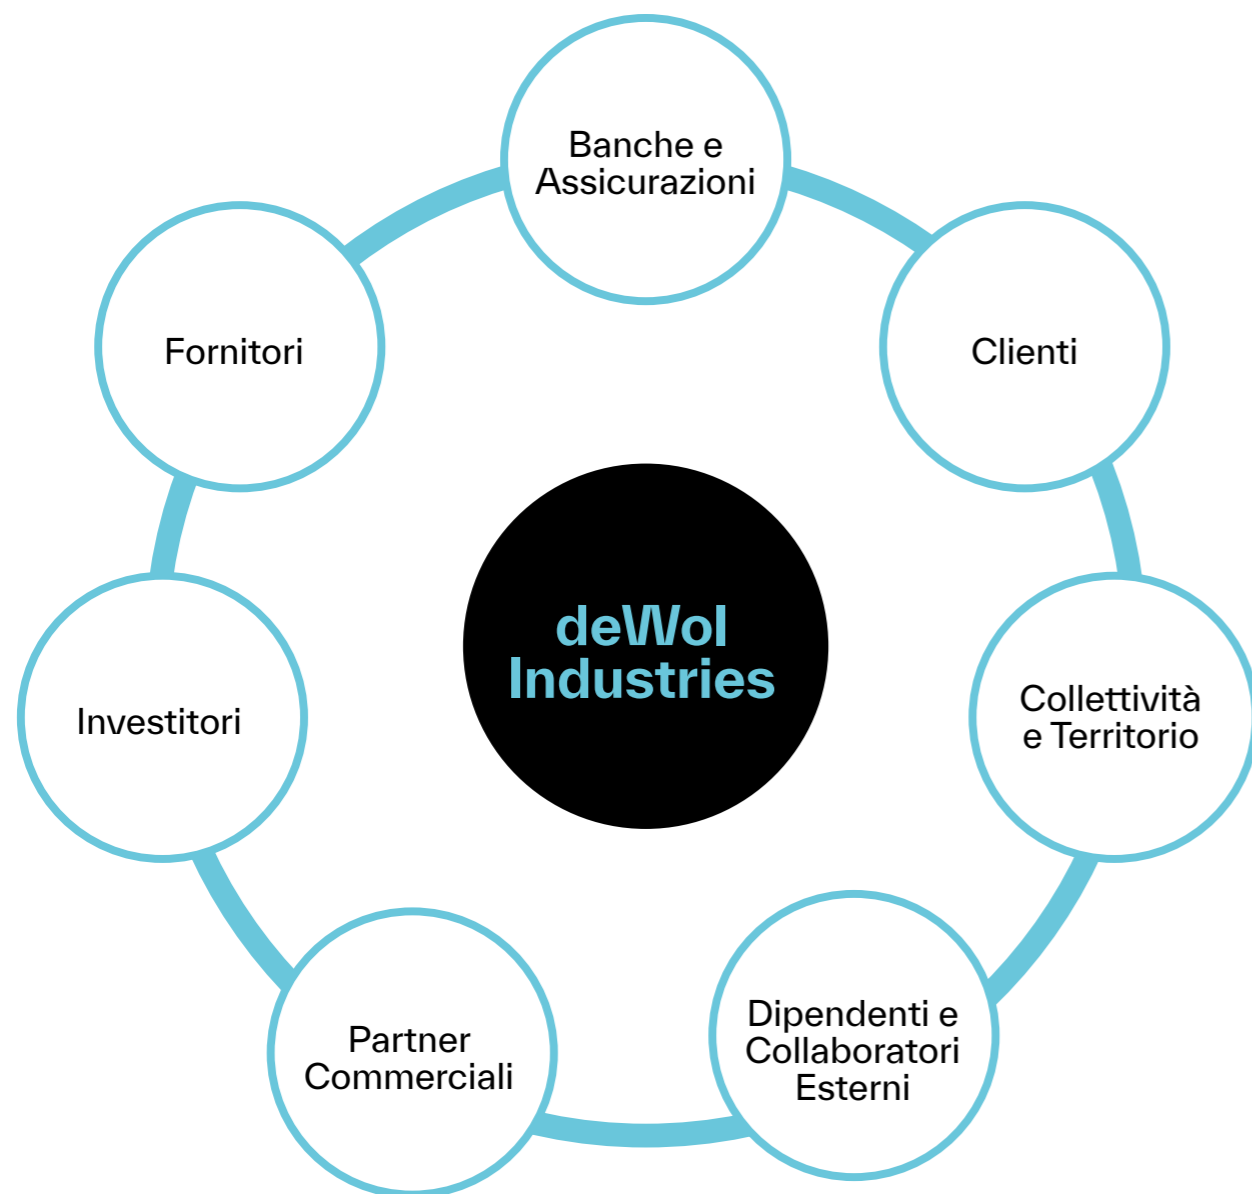 Banche e
Assicurazioni
Fornitori
Clienti
deWol
Industries
Investitori
Collettività
e Territorio
Partner
Commerciali
Dipendenti e
Collaboratori
Esterni